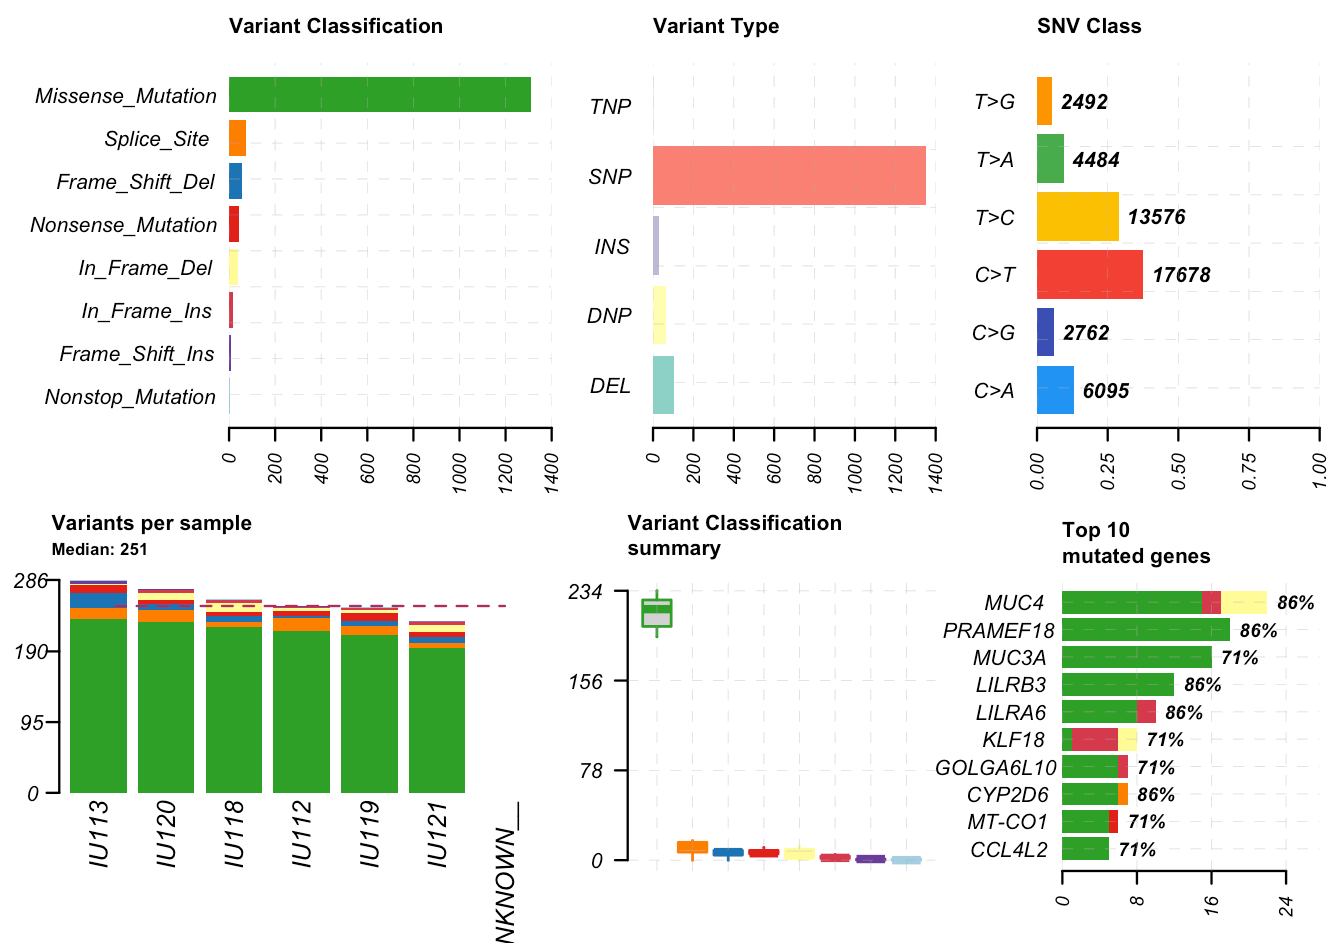 Variant Classification
Missense_Mutation
Splice_Site
Frame_Shift_Del
Nonsense_Mutation
In_Frame_Del
In_Frame_Ins
Frame_Shift_Ins
Nonstop_Mutation
0 200 400 600 800 1000 1200 1400
Variant Type
TNP
SNP
INS
DNP
DEL
0 200 400 600 800 1000 1200 1400
SNV Class
T>G 2492
T>A 4484
T>C 13576
C>T 17678
C>G 2762
C>A 6095
0.00 0.25 0.50 0.75 1.00
Variants per sample
Median: 251
286
190
95
0
IU113 IU120 IU118 IU112 IU119 IU121 NKNOWN__
Variant Classification
summary
234
156
78
0
Top 10
mutated genes
MUC4 86%
PRAMEF18 86%
MUC3A 71%
LILRB3 86%
LILRA6 86%
KLF18 71%
GOLGA6L10 71%
CYP2D6 86%
MT-CO1 71%
CCL4L2 71%
0 8 16 24